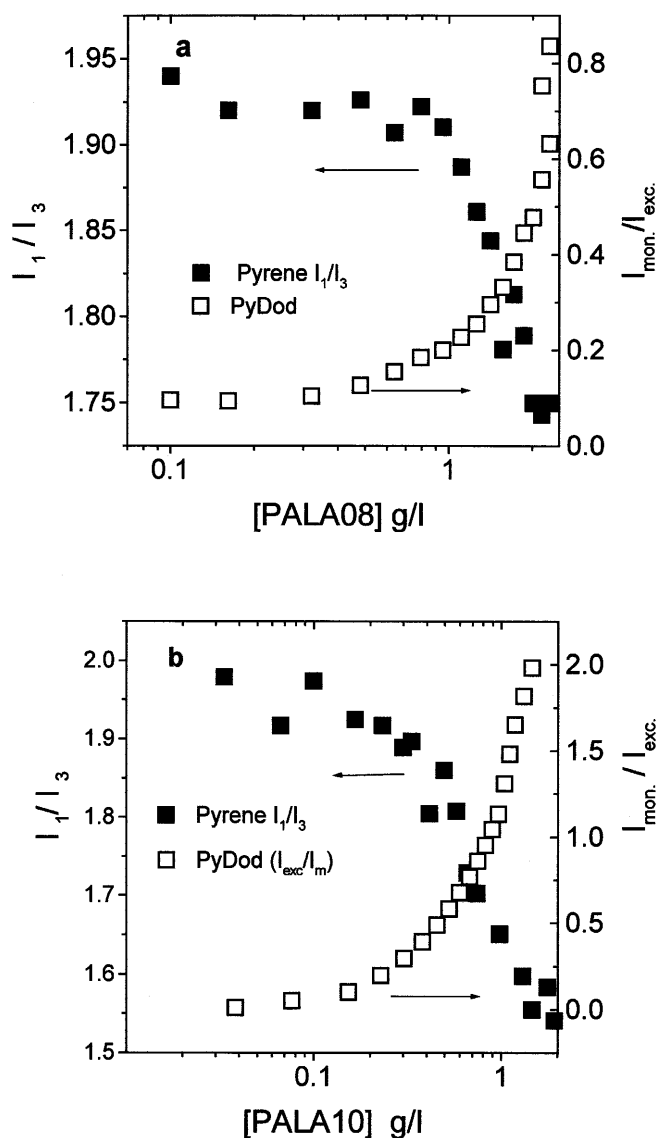 a
1.95
1.90
1.85
1.80
1.75
I1/I3
0.8
0.6
0.4
0.2
0.0
Imon./Iexc.
Pyrene I1/I3
PyDod
0.1
1
[PALA08] g/l
b
2.0
1.9
1.8
1.7
1.6
1.5
I1/I3
2.0
1.5
1.0
0.5
0.0
Imon. / Iexc.
Pyrene I1/I3
PyDod (Iexc/Im)
0.1
1
[PALA10] g/l